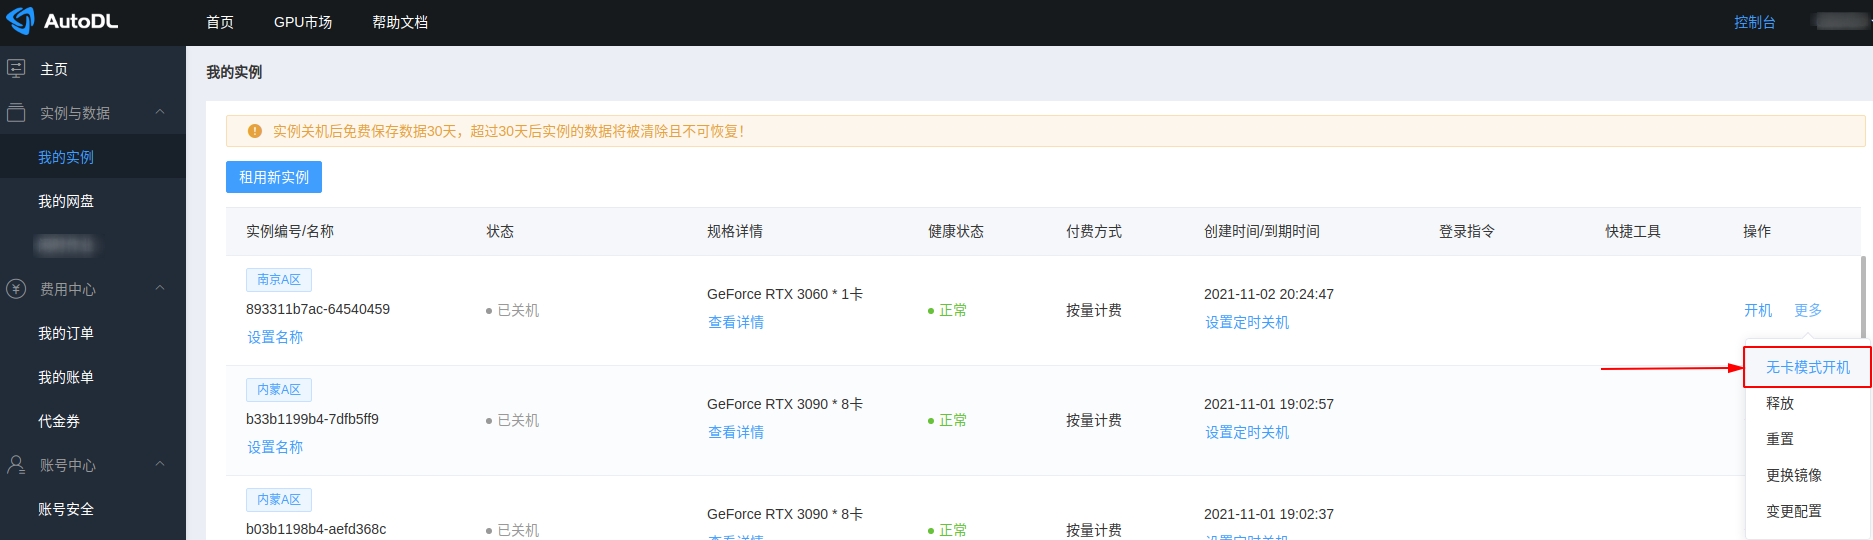 AutoDL 首页 GPU市场 帮助文档 控制台
主页
实例与数据
我的实例
我的网盘
费用中心
我的订单
我的账单
代金券
账号中心
账号安全
我的实例
实例关机后免费保存数据30天，超过30天后实例的数据将被清除且不可恢复！
租用新实例
实例编号/名称 状态 规格详情 健康状态 付费方式 创建时间/到期时间 登录指令 快捷工具 操作
南京A区
893311b7ac-64540459
设置名称
已关机
GeForce RTX 3060 * 1卡
查看详情
正常
按量计费
2021-11-02 20:24:47
设置定时关机
开机 更多
内蒙A区
b33b1199b4-7dfb5ff9
设置名称
已关机
GeForce RTX 3090 * 8卡
查看详情
正常
按量计费
2021-11-01 19:02:57
设置定时关机
内蒙A区
b03b1198b4-aefd368c
已关机
GeForce RTX 3090 * 8卡
查看详情
正常
按量计费
2021-11-01 19:02:37
设置定时关机
无卡模式开机
释放
重置
更换镜像
变更配置